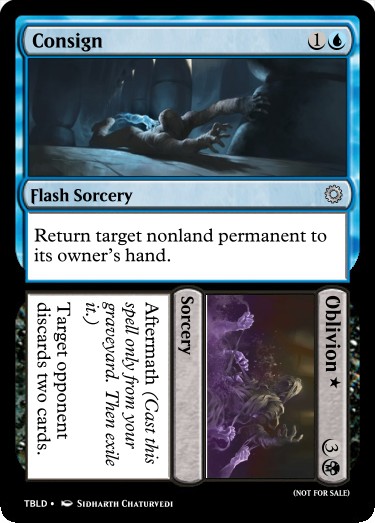 Consign
1
Flash Sorcery
Return target nonland permanent to
its owner's hand.
Oblivion ★
3
Sorcery
Aftermath (Cast this
spell only from your
graveyard. Then exile
it.)
Target opponent
discards two cards.
(NOT FOR SALE)
TBLD • Sidharth Chaturvedi